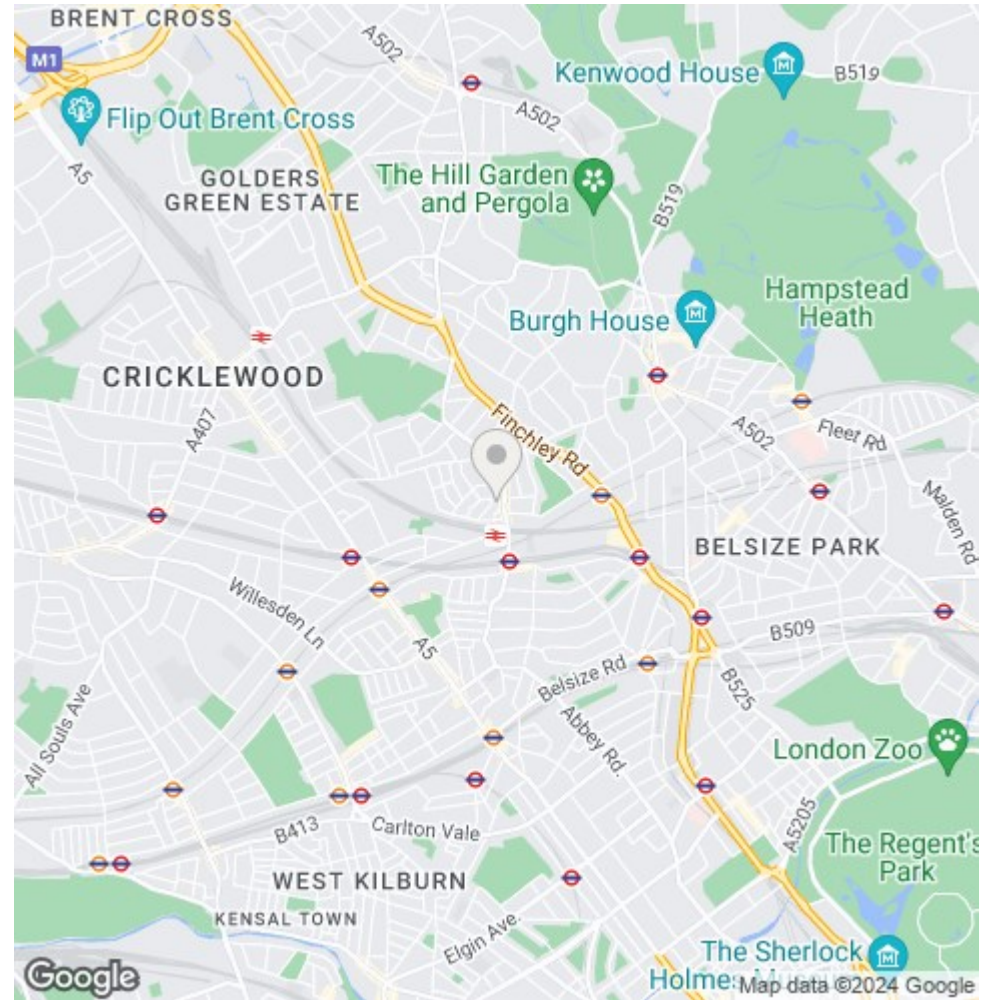 BRENT CROSS
M1
A502
Kenwood House
B519
Flip Out Brent Cross
A502
A5
GOLDERS
GREEN ESTATE
The Hill Garden
and Pergola
B519
Hampstead
Heath
Burgh House
CRICKLEWOOD
A407
Finchley Rd
A502
Fleet Rd
Malden Rd
BELSIZE PARK
Willesden Ln
A5
B509
Belsize Rd
B525
All Souls Ave
Abbey Rd.
London Zoo
A5205
B413
Carlton Vale
The Regent's
Park
WEST KILBURN
KENSAL TOWN
Elgin Ave.
The Sherlock
Holmes Museum
Google
Map data ©2024 Google